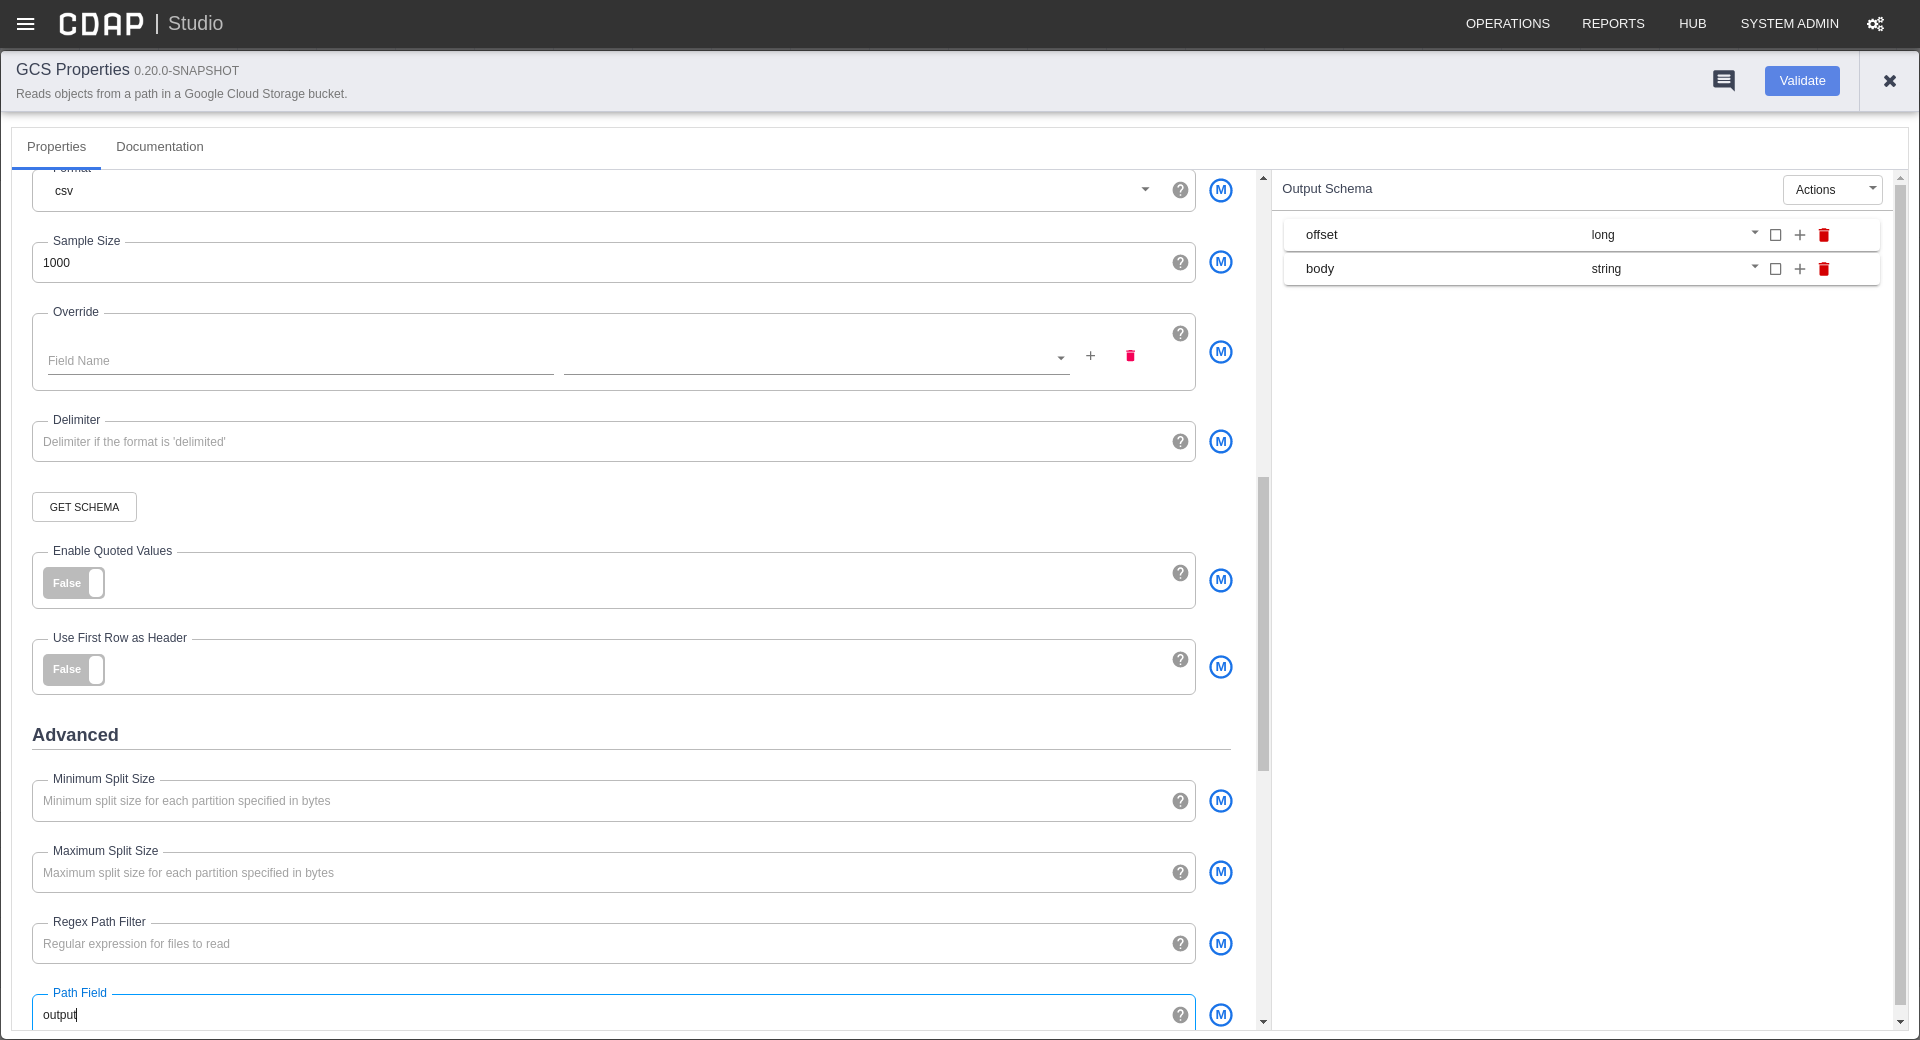 CDAP | Studio
OPERATIONS REPORTS HUB SYSTEM ADMIN
GCS Properties 0.20.0-SNAPSHOT
Reads objects from a path in a Google Cloud Storage bucket.
Validate
Properties Documentation
Format
csv
M
Sample Size
1000
M
Override
Field Name
M
Delimiter
Delimiter if the format is 'delimited'
M
GET SCHEMA
Enable Quoted Values
False
M
Use First Row as Header
False
M
Advanced
Minimum Split Size
Minimum split size for each partition specified in bytes
M
Maximum Split Size
Maximum split size for each partition specified in bytes
M
Regex Path Filter
Regular expression for files to read
M
Path Field
output
M
Output Schema
Actions
offset long
body string